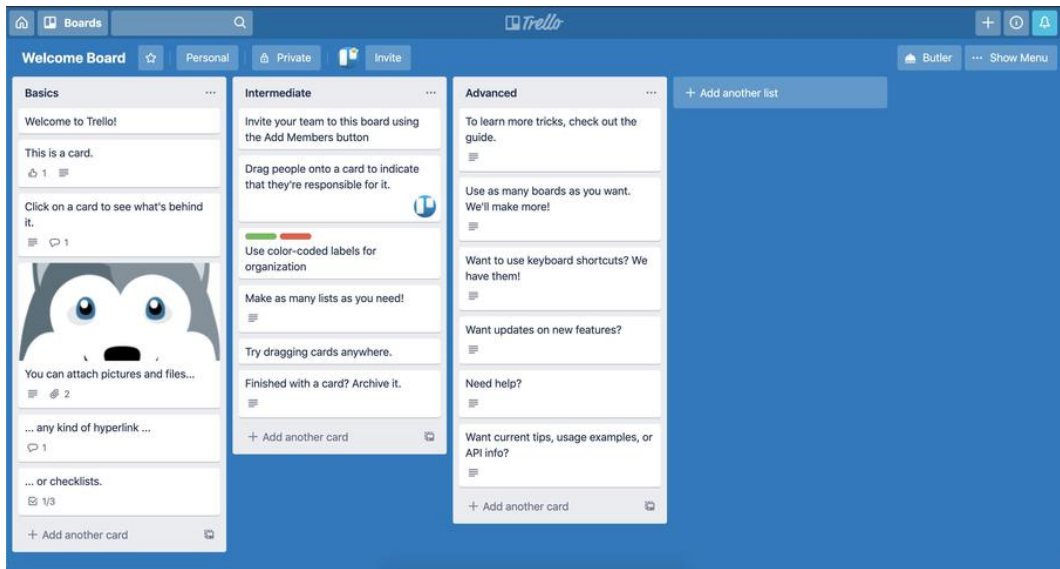 Boards
Trello
Welcome Board
Personal
Private
Invite
Butler
... Show Menu
Basics
Welcome to Trello!
This is a card.
1
Click on a card to see what's behind
it.
1
You can attach pictures and files...
2
... any kind of hyperlink ...
1
... or checklists.
1/3
+ Add another card
Intermediate
Invite your team to this board using
the Add Members button
Drag people onto a card to indicate
that they're responsible for it.
Use color-coded labels for
organization
Make as many lists as you need!
Try dragging cards anywhere.
Finished with a card? Archive it.
+ Add another card
Advanced
To learn more tricks, check out the
guide.
Use as many boards as you want.
We'll make more!
Want to use keyboard shortcuts? We
have them!
Want updates on new features?
Need help?
Want current tips, usage examples, or
API info?
+ Add another card
+ Add another list